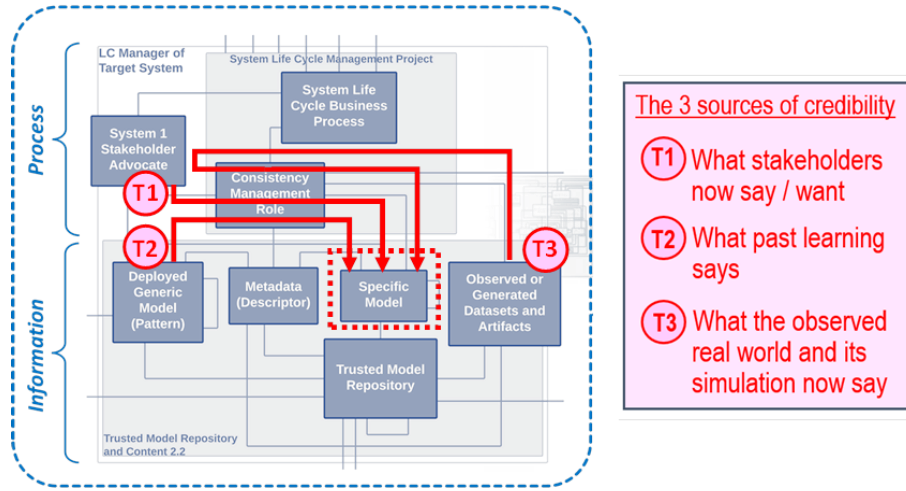 LC Manager of
Target System
System Life Cycle Management Project
System Life
Cycle Business
Process
System 1
Stakeholder
Advocate
Consistency
Management
Role
Process
T1
T2
T3
Deployed
Generic
Model
(Pattern)
Metadata
(Descriptor)
Specific
Model
Observed or
Generated
Datasets and
Artifacts
Trusted Model
Repository
Information
Trusted Model Repository
and Content 2.2
The 3 sources of credibility
T1 What stakeholders
now say / want
T2 What past learning
says
T3 What the observed
real world and its
simulation now say